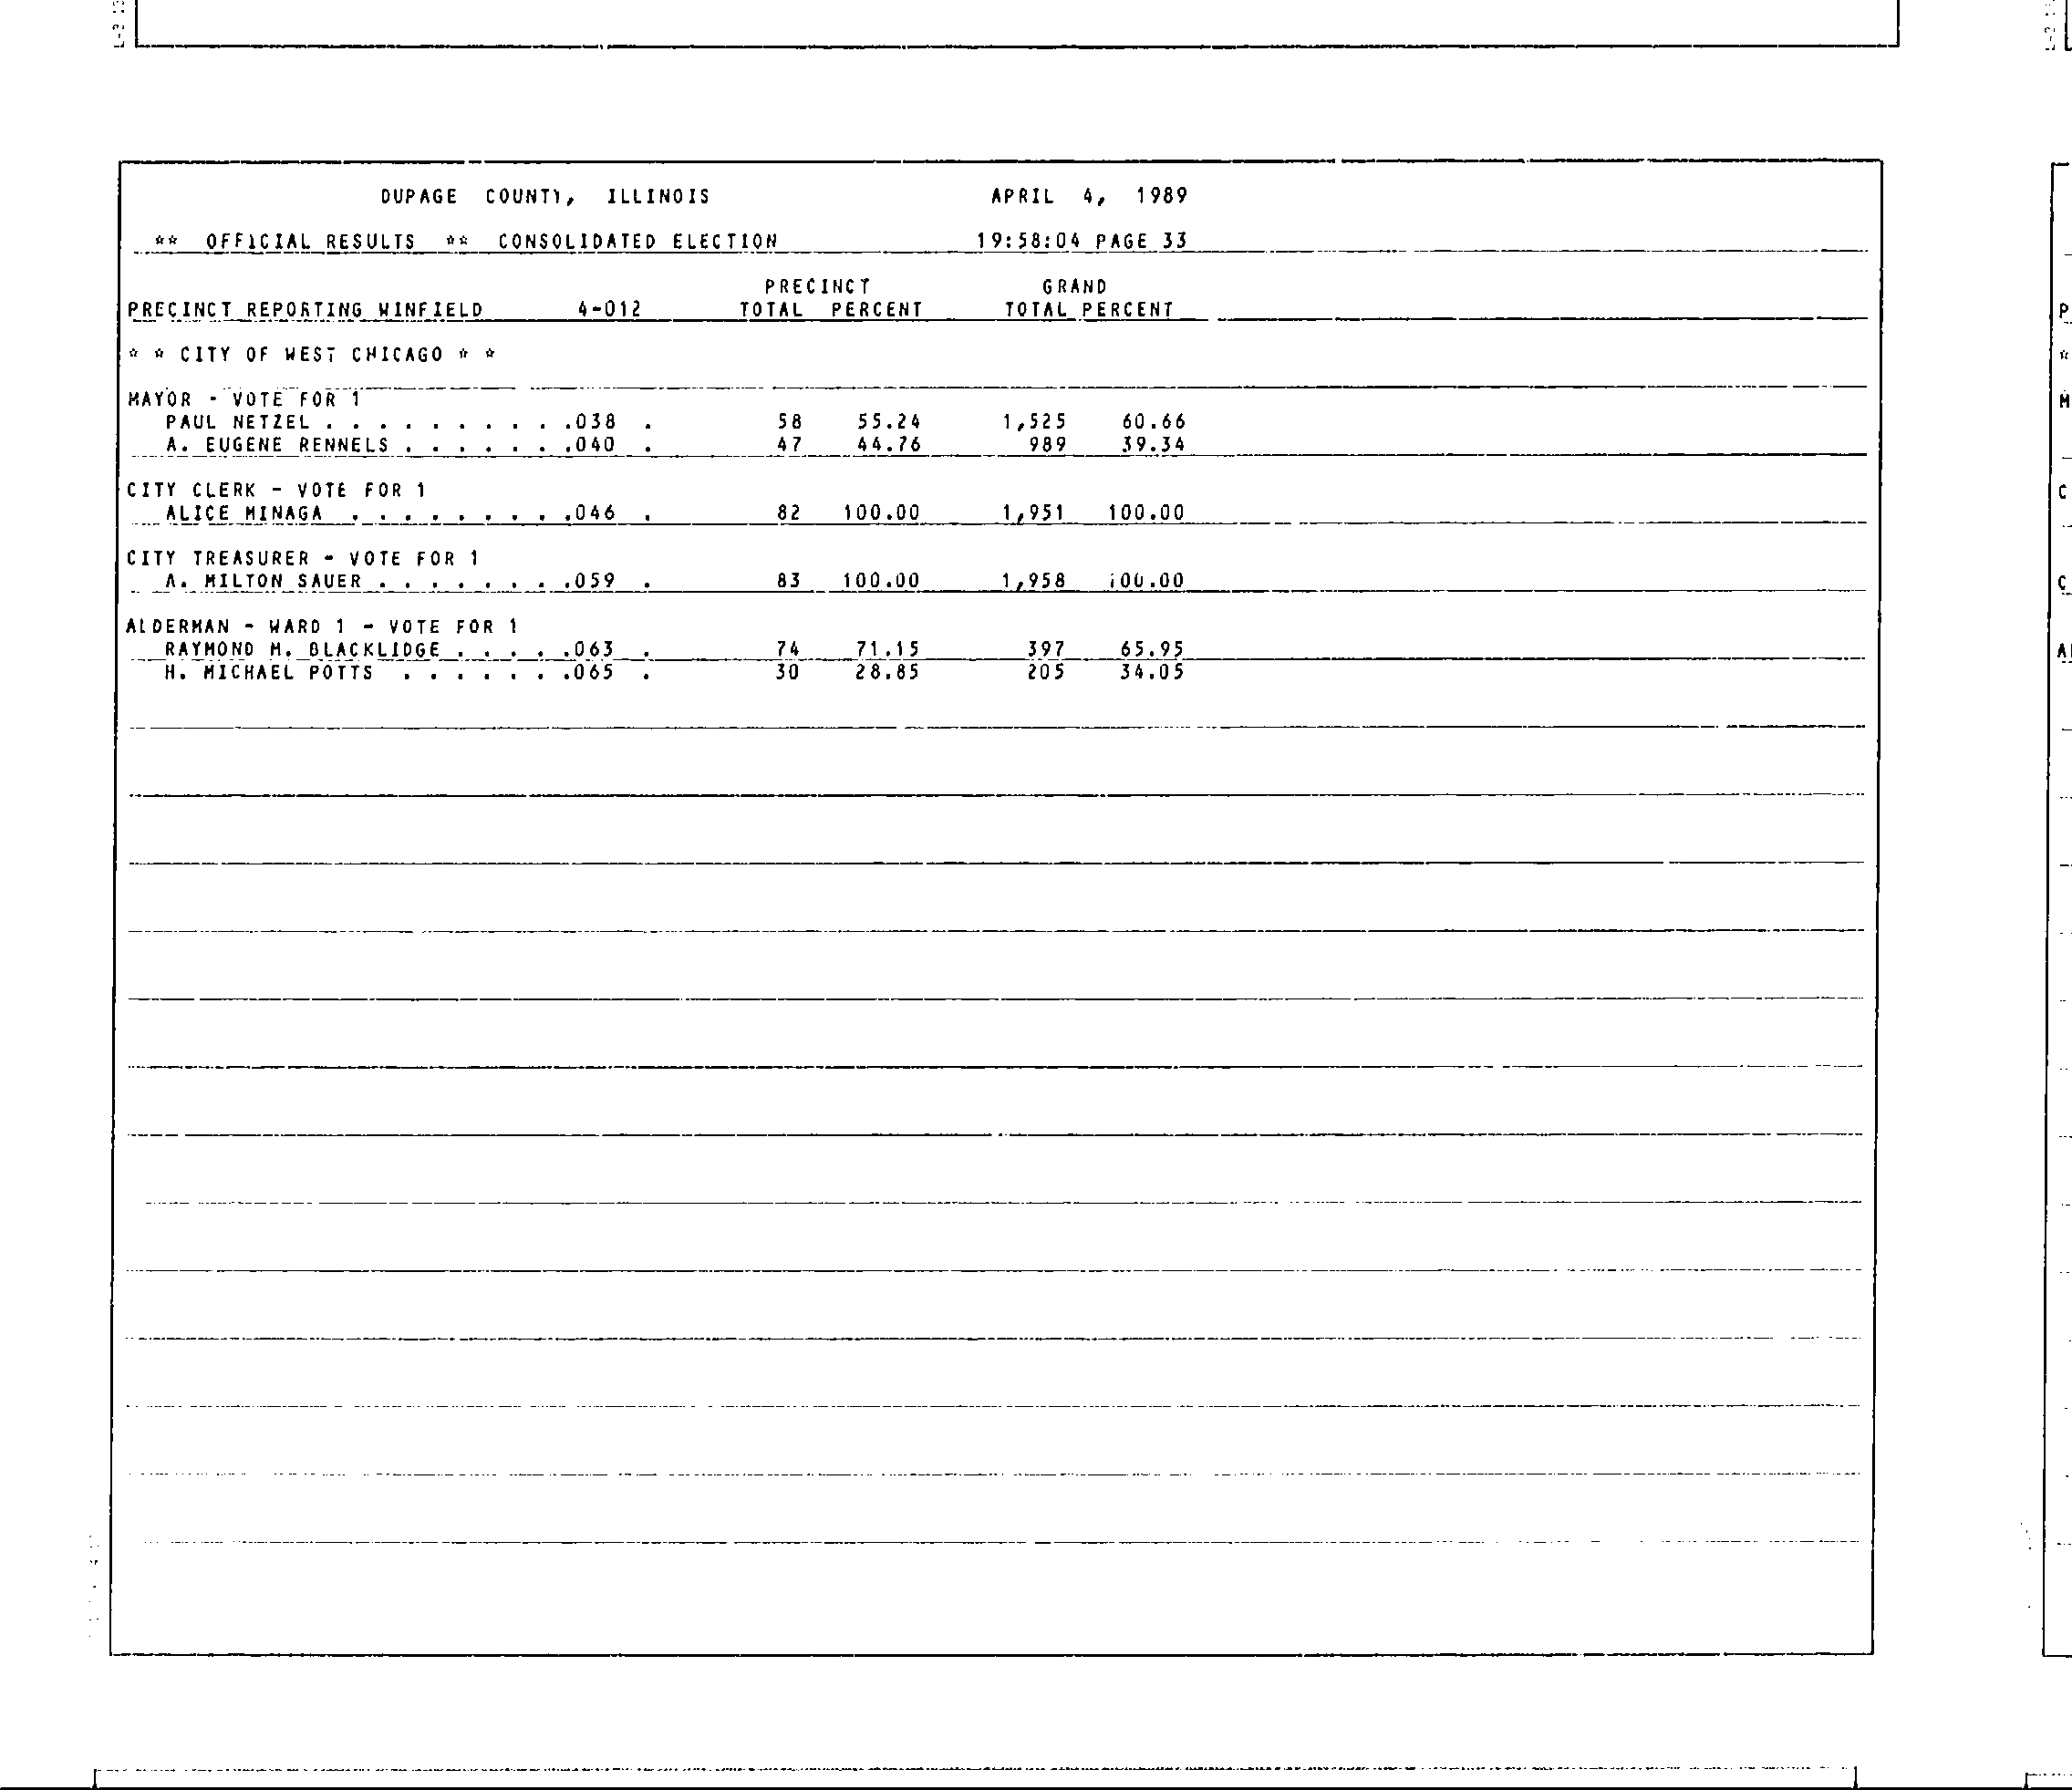 DUPAGE COUNTY, ILLINOIS APRIL 4, 1989
** OFFICIAL RESULTS ** CONSOLIDATED ELECTION 19:58:04 PAGE 33
PRECINCT GRAND
PRECINCT REPORTING WINFIELD 4-012 TOTAL PERCENT TOTAL PERCENT
* * CITY OF WEST CHICAGO * *
MAYOR - VOTE FOR 1
PAUL NETZEL . . . . . . . . . .038 . 58 55.24 1,525 60.66
A. EUGENE RENNELS . . . . . . .040 . 47 44.76 989 39.34
CITY CLERK - VOTE FOR 1
ALICE MINAGA . . . . . . . . .046 . 82 100.00 1,951 100.00
CITY TREASURER - VOTE FOR 1
A. MILTON SAUER . . . . . . . .059 . 83 100.00 1,958 100.00
ALDERMAN - WARD 1 - VOTE FOR 1
RAYMOND M. BLACKLIDGE . . . . .063 . 74 71.15 397 65.95
H. MICHAEL POTTS . . . . . . .065 . 30 28.85 205 34.05